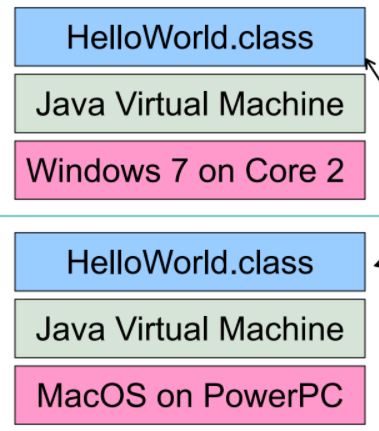 HelloWorld.class
Java Virtual Machine
Windows 7 on Core 2
HelloWorld.class
Java Virtual Machine
MacOS on PowerPC